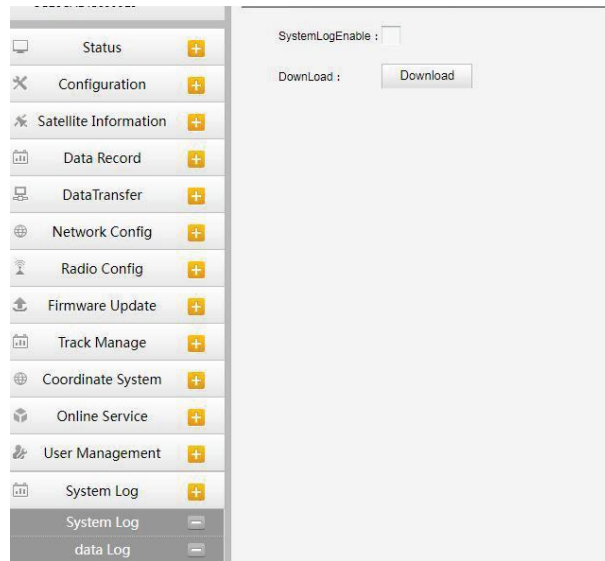 Status
Configuration
Satellite Information
Data Record
DataTransfer
Network Config
Radio Config
Firmware Update
Track Manage
Coordinate System
Online Service
User Management
System Log
System Log
data Log
SystemLogEnable :
DownLoad : Download